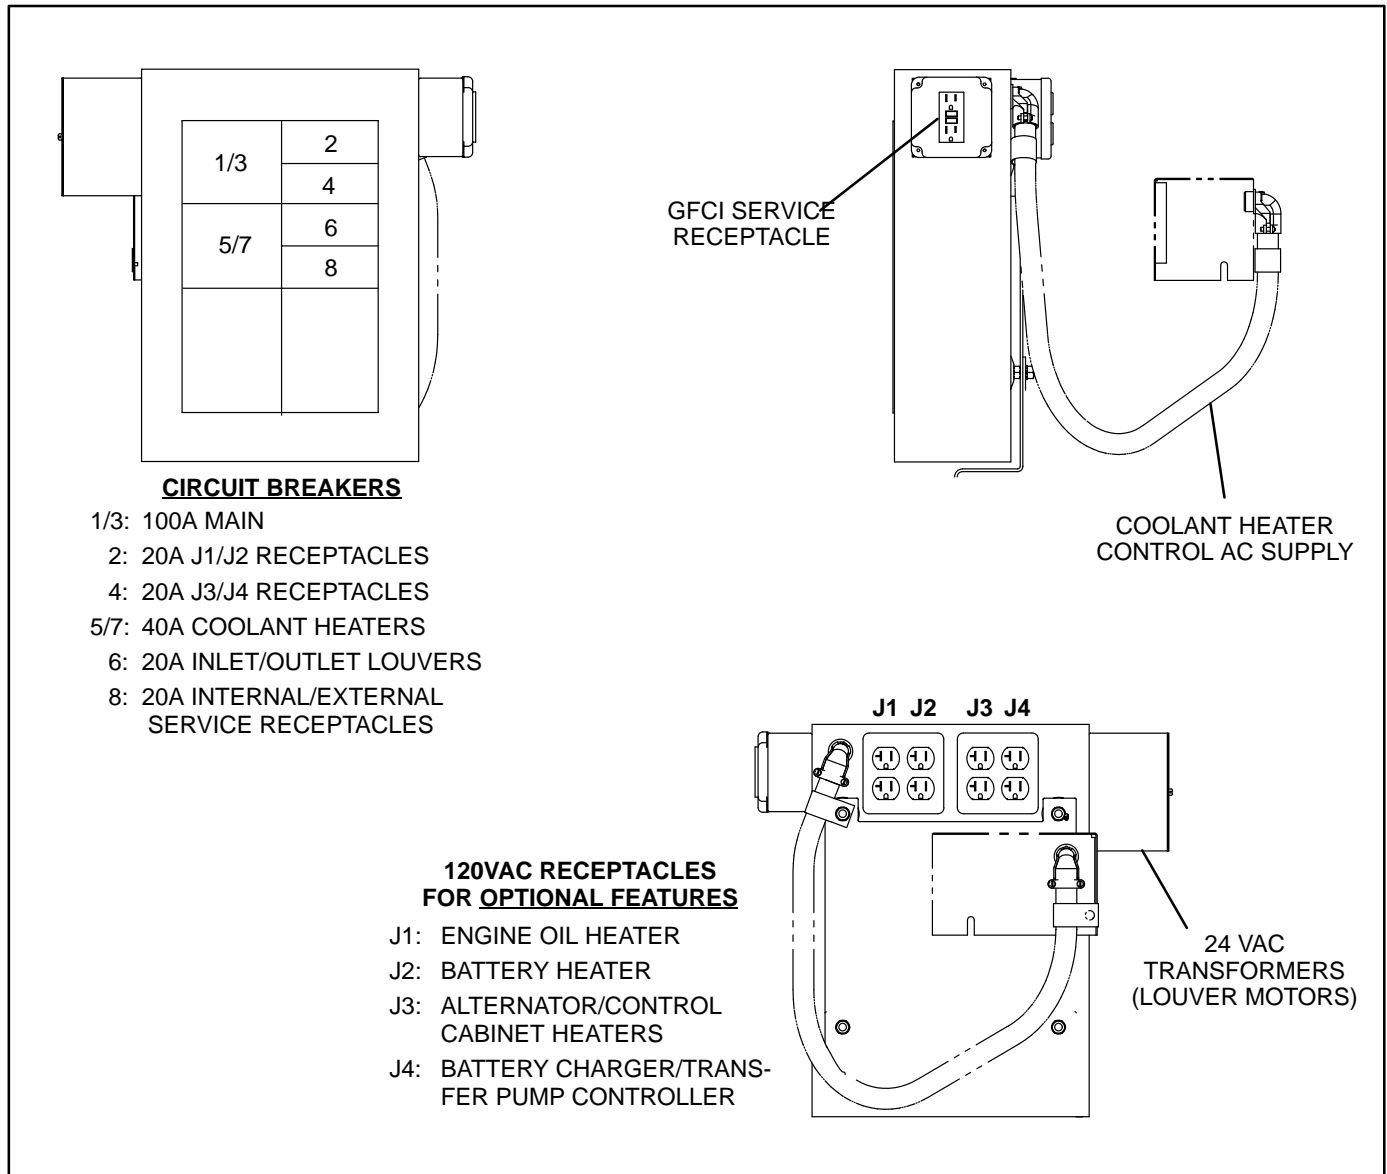 1/3
2
4
5/7
6
8
CIRCUIT BREAKERS
1/3: 100A MAIN
2: 20A J1/J2 RECEPTACLES
4: 20A J3/J4 RECEPTACLES
5/7: 40A COOLANT HEATERS
6: 20A INLET/OUTLET LOUVERS
8: 20A INTERNAL/EXTERNAL
SERVICE RECEPTACLES
GFCI SERVICE
RECEPTACLE
COOLANT HEATER
CONTROL AC SUPPLY
J1 J2 J3 J4
120VAC RECEPTACLES
FOR OPTIONAL FEATURES
J1: ENGINE OIL HEATER
J2: BATTERY HEATER
J3: ALTERNATOR/CONTROL
CABINET HEATERS
J4: BATTERY CHARGER/TRANS-
FER PUMP CONTROLLER
24 VAC
TRANSFORMERS
(LOUVER MOTORS)